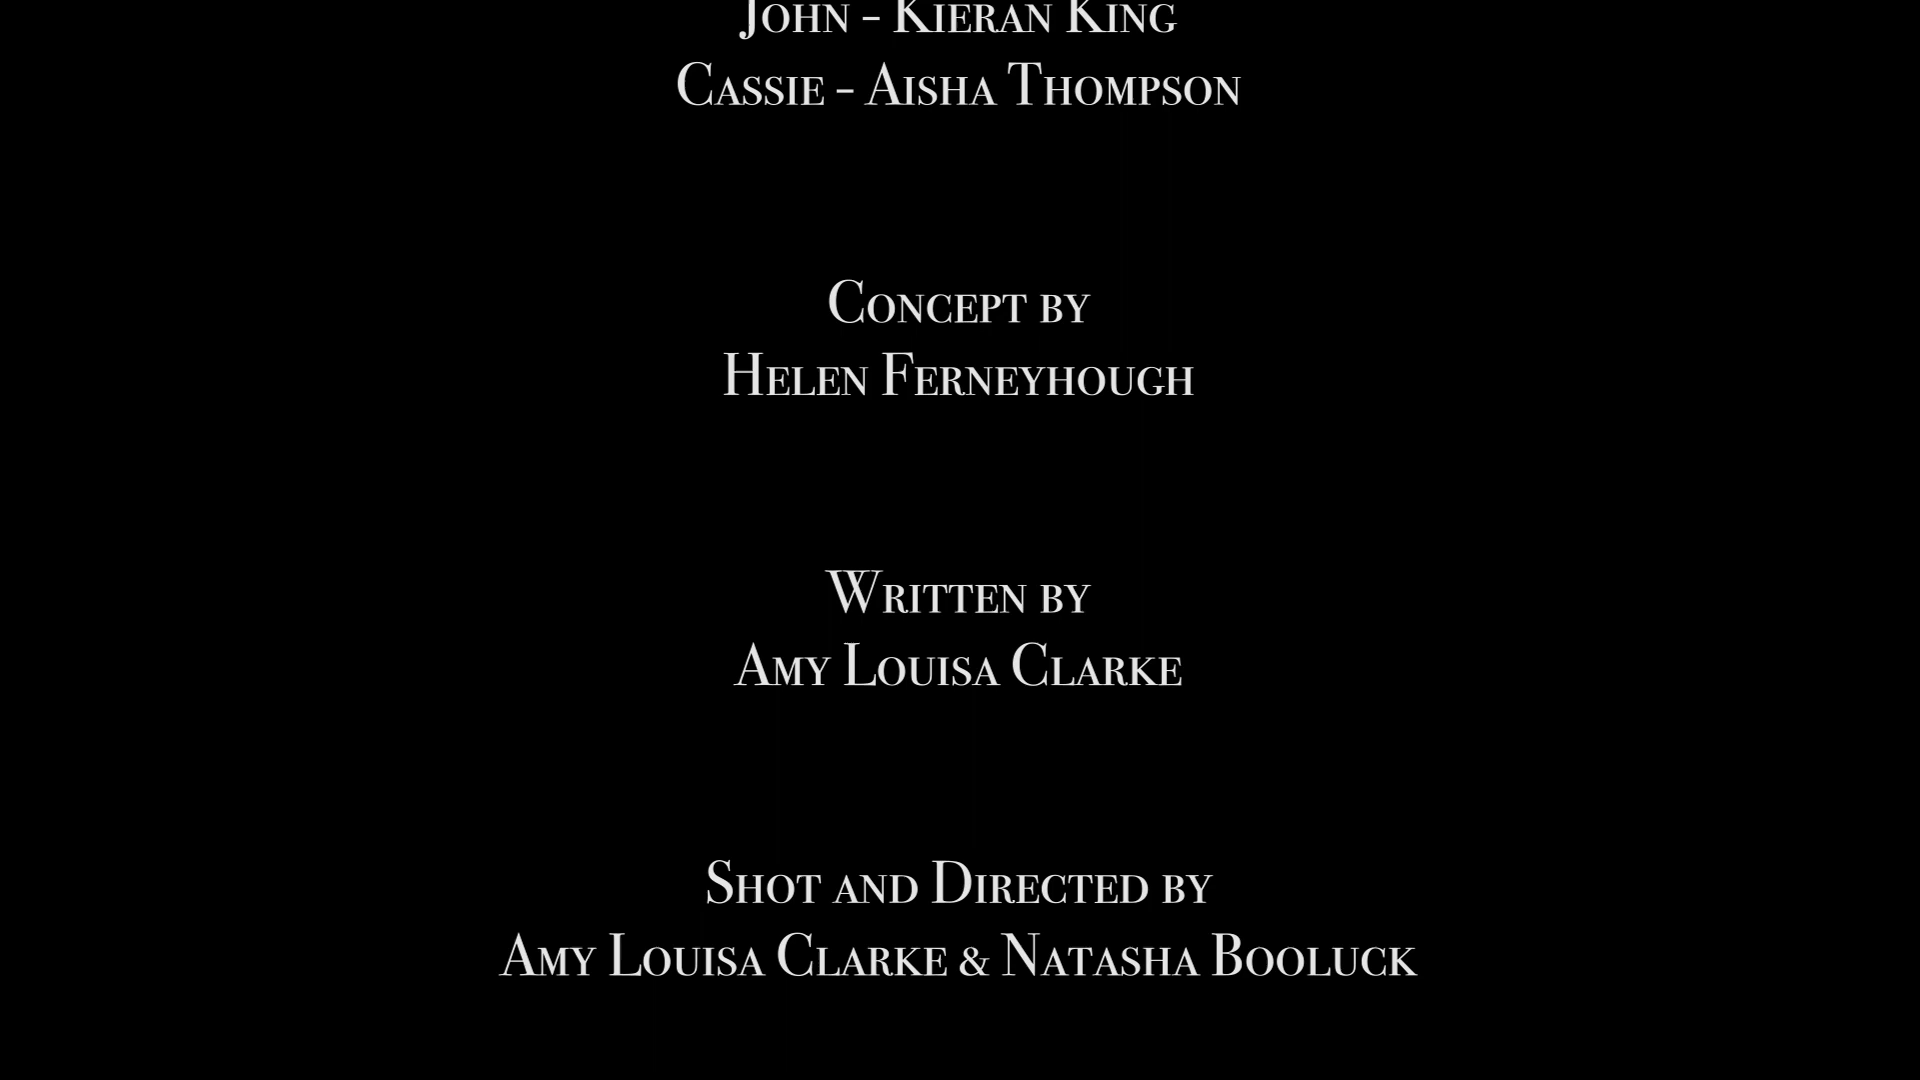 John - Kieran King
Cassie - Aisha Thompson
Concept by
Helen Ferneyhough
Written by
Amy Louisa Clarke
Shot and Directed by
Amy Louisa Clarke & Natasha Booluck